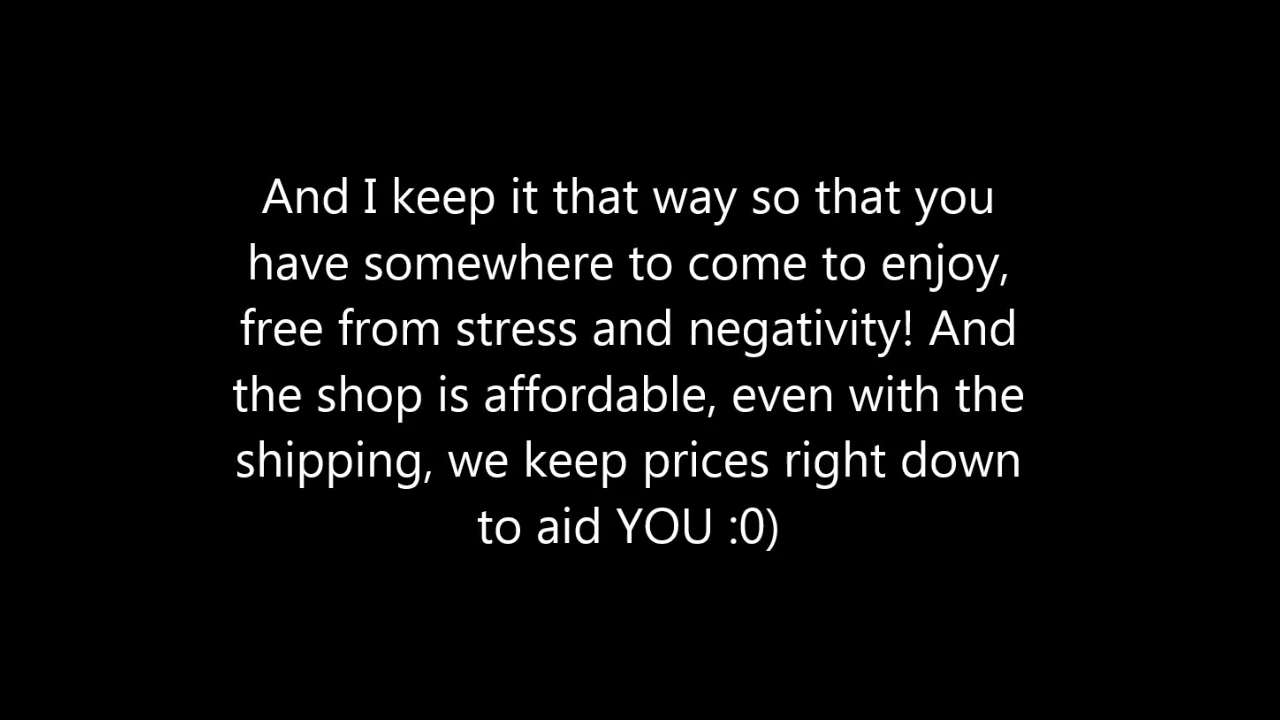 And I keep it that way so that you
have somewhere to come to enjoy,
free from stress and negativity! And
the shop is affordable, even with the
shipping, we keep prices right down
to aid YOU :0)